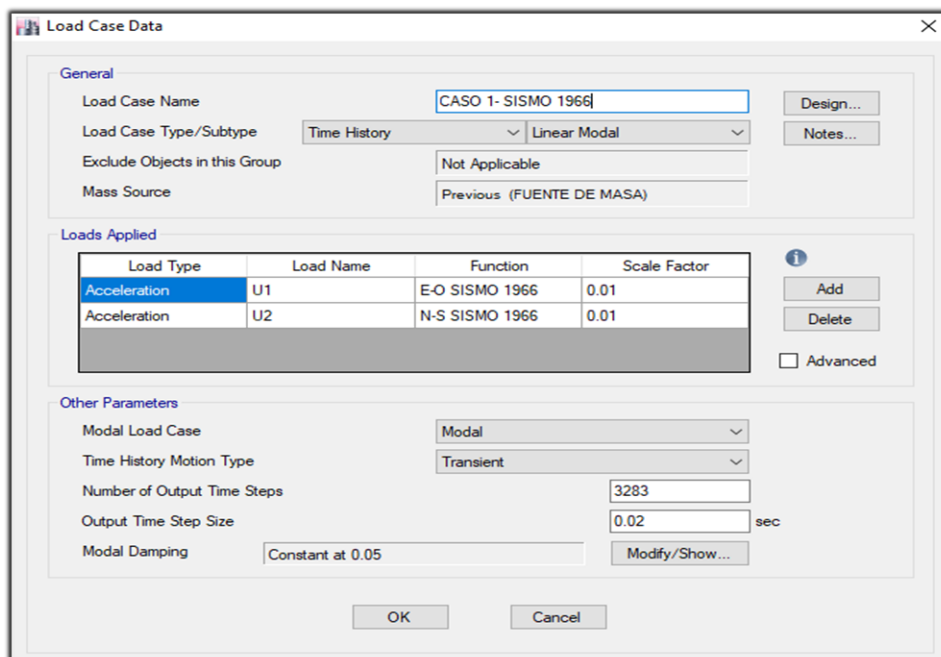 Load Case Data
General
Load Case Name CASO 1- SISMO 1966 Design...
Load Case Type/Subtype Time History Linear Modal Notes...
Exclude Objects in this Group Not Applicable
Mass Source Previous (FUENTE DE MASA)
Loads Applied
Load Type Load Name Function Scale Factor
Acceleration U1 E-O SISMO 1966 0.01 Add
Acceleration U2 N-S SISMO 1966 0.01 Delete
Advanced
Other Parameters
Modal Load Case Modal
Time History Motion Type Transient
Number of Output Time Steps 3283
Output Time Step Size 0.02 sec
Modal Damping Constant at 0.05 Modify/Show...
OK Cancel